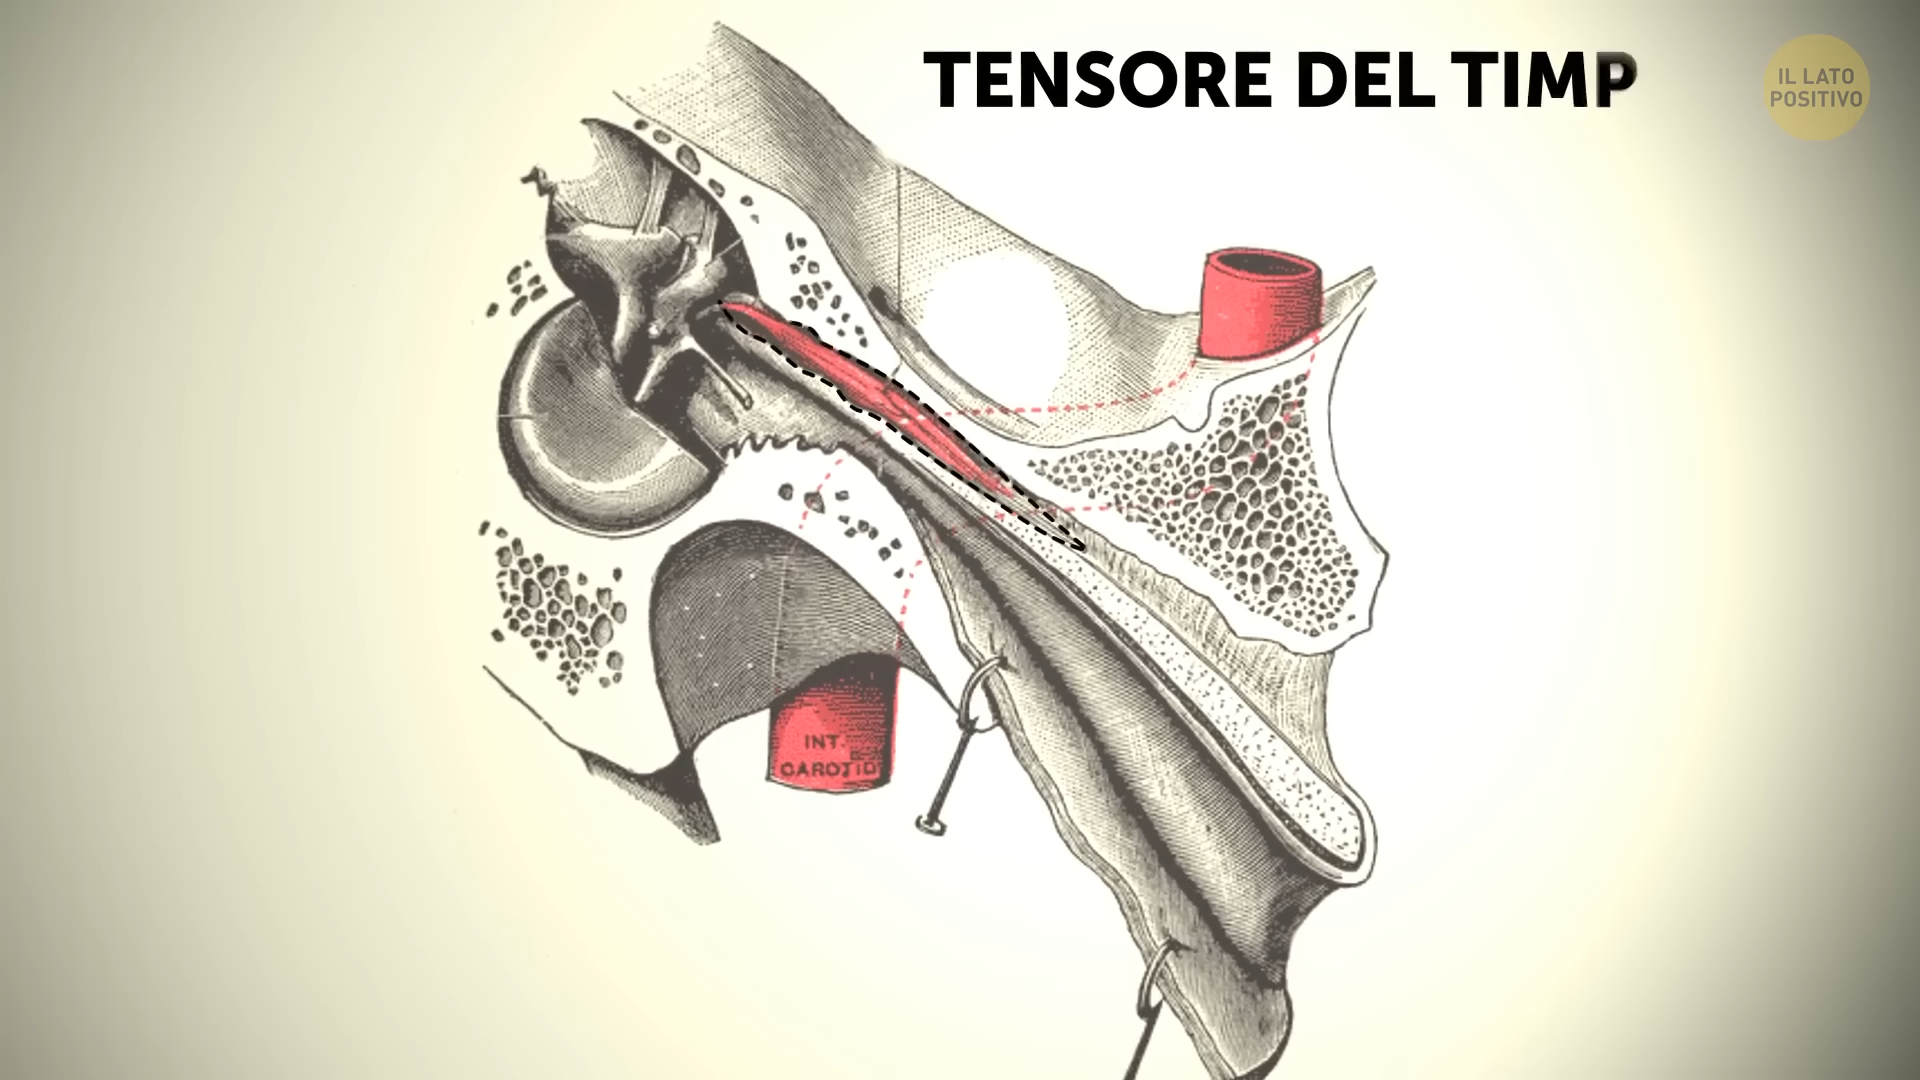 TENSORE DEL TIMP
IL LATO
POSITIVO
INT.
CAROTID